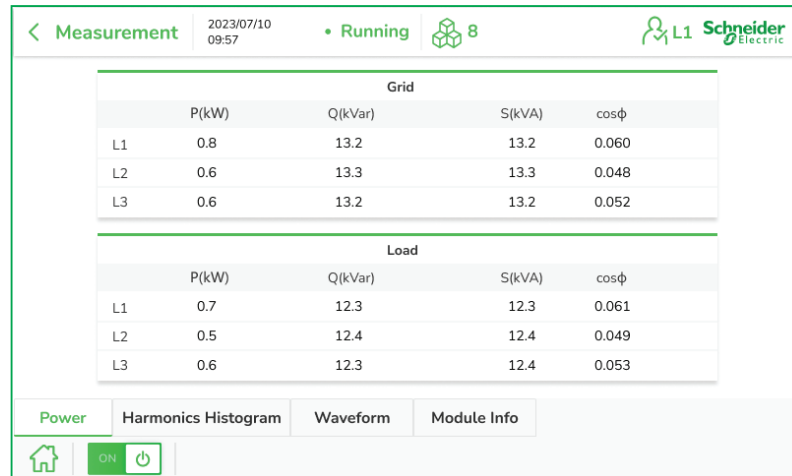 Measurement 2023/07/10 09:57 • Running 8 L1 Schneider Electric
Grid
P(kW) Q(kVar) S(kVA) cosϕ
L1 0.8 13.2 13.2 0.060
L2 0.6 13.3 13.3 0.048
L3 0.6 13.2 13.2 0.052
Load
P(kW) Q(kVar) S(kVA) cosϕ
L1 0.7 12.3 12.3 0.061
L2 0.5 12.4 12.4 0.049
L3 0.6 12.3 12.4 0.053
Power Harmonics Histogram Waveform Module Info
ON